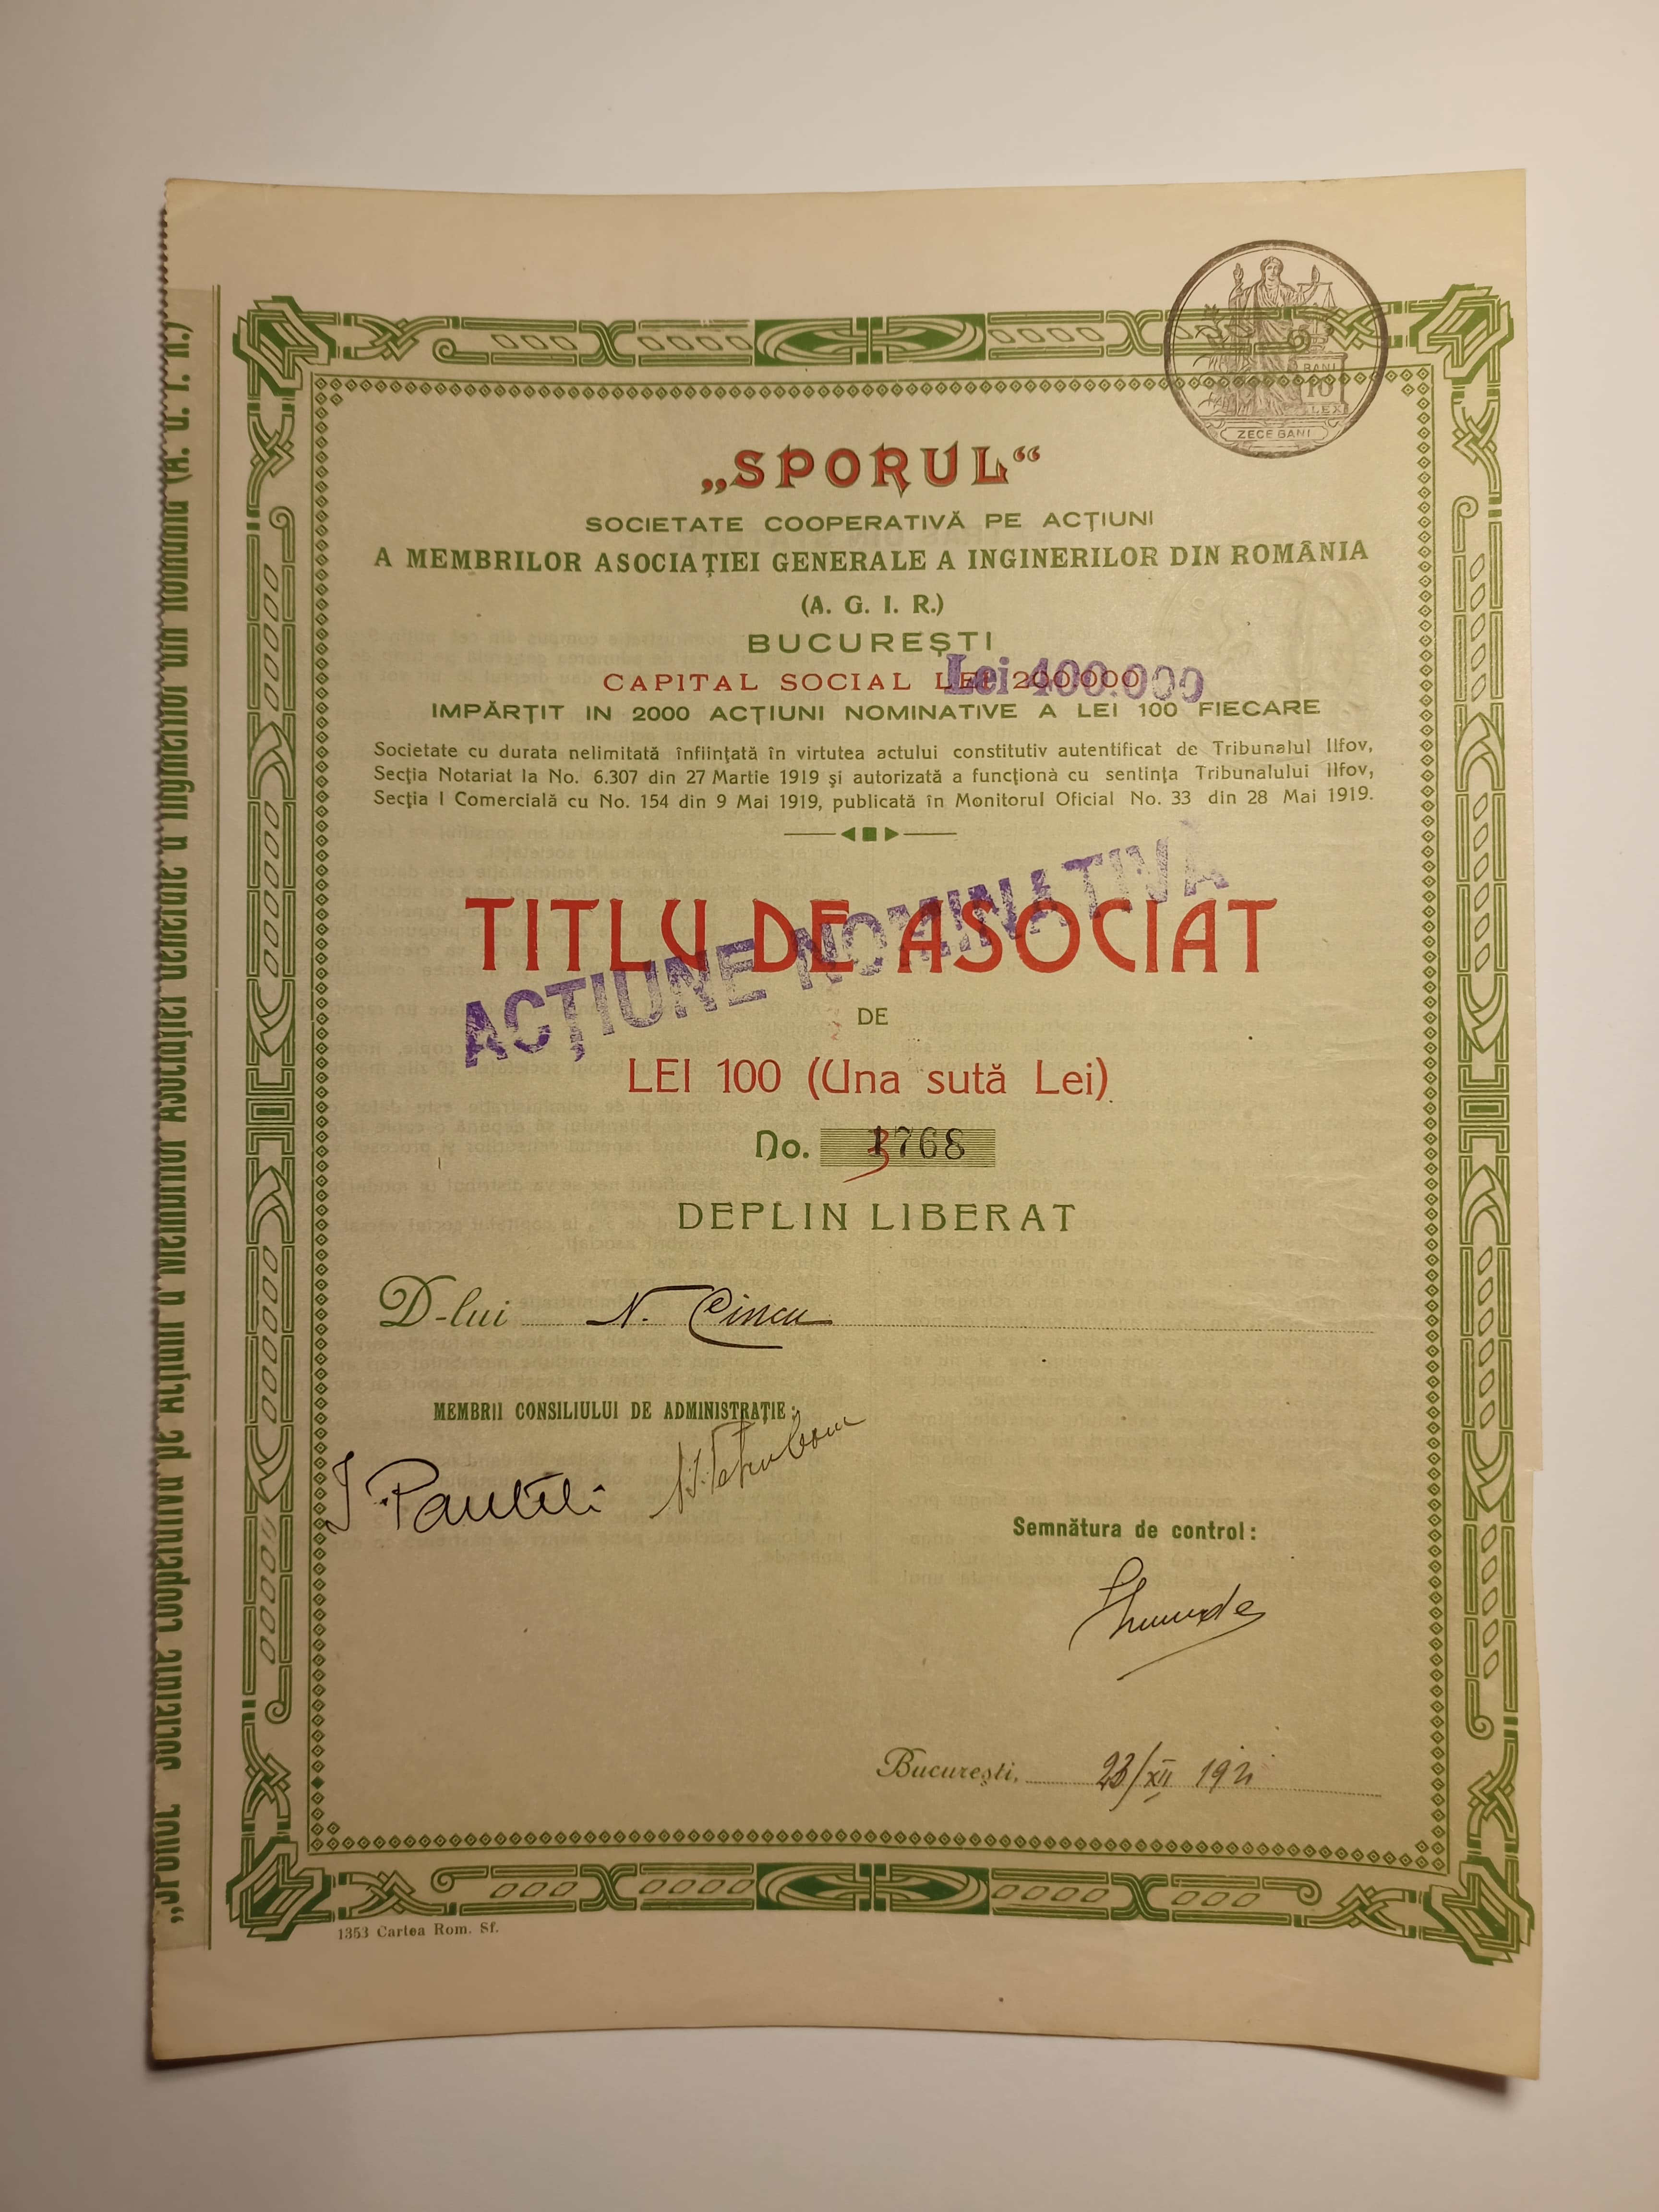 BANI
10
LEX
ZECE BANI
„SPORUL“
SOCIETATE COOPERATIVĂ PE ACȚIUNI
A MEMBRILOR ASOCIAȚIEI GENERALE A INGINERILOR DIN ROMÂNIA
(A. G. I. R.)
BUCUREȘTI
CAPITAL SOCIAL LEI 200.000
Lei 400.000
IMPĂRȚIT IN 2000 ACȚIUNI NOMINATIVE A LEI 100 FIECARE
Societate cu durata nelimitată înființată în virtutea actului constitutiv autentificat de Tribunalul Ilfov,
Secția Notariat la No. 6.307 din 27 Martie 1919 și autorizată a funcționà cu sentința Tribunalului Ilfov,
Secția I Comercială cu No. 154 din 9 Mai 1919, publicată în Monitorul Oficial No. 33 din 28 Mai 1919.
TITLU DE ASOCIAT
ACȚIUNE NOMINATIVĂ
DE
LEI 100 (Una sută Lei)
No. 3768
DEPLIN LIBERAT
D-lui N. Cincu
MEMBRII CONSILIULUI DE ADMINISTRAȚIE:
Semnătura de control:
București, 23/XII 1921
1353 Cartea Rom. Sf.
„Sporul“ Societate Cooperativă pe Acțiuni a Membrilor Asociației Generale a Inginerilor din România (A. G. I. R.)